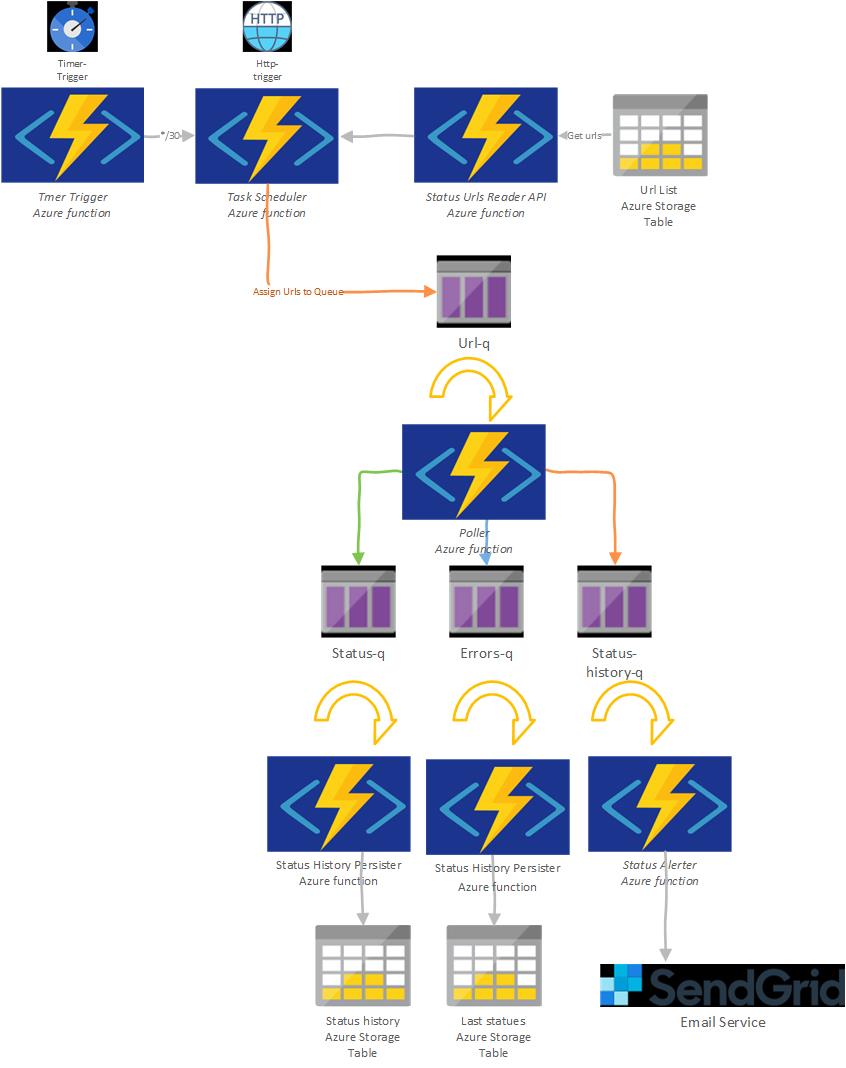 HTTP
Timer-
Trigger
Http-
trigger
*/30
Get urls
Tmer Trigger
Azure function
Task Scheduler
Azure function
Status Urls Reader API
Azure function
Url List
Azure Storage
Table
Assign Urls to Queue
Url-q
Poller
Azure function
Status-q
Errors-q
Status-
history-q
Status History Persister
Azure function
Status History Persister
Azure function
Status Alerter
Azure function
SendGrid
Status history
Azure Storage
Table
Last statues
Azure Storage
Table
Email Service